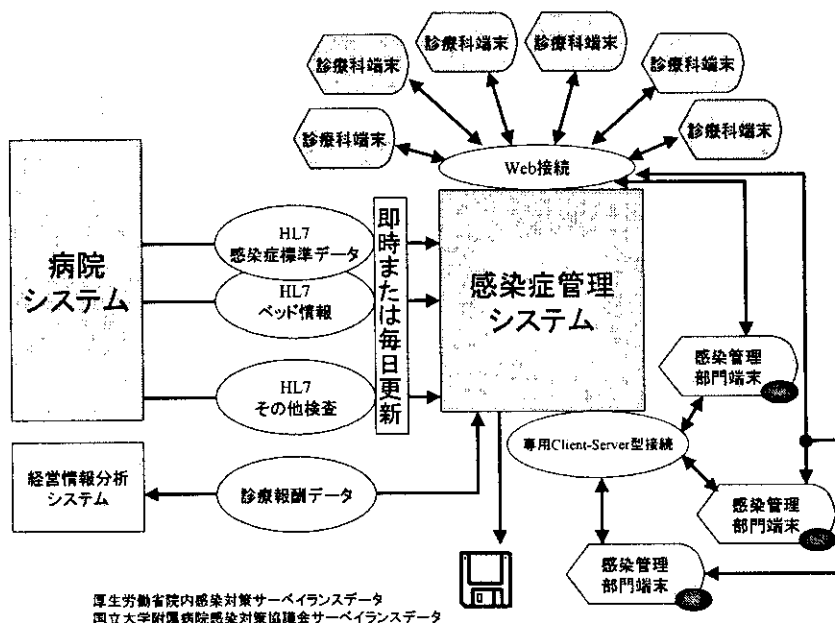 診療科端末
診療科端末
診療科端末
診療科端末
診療科端末
診療科端末
Web接続
病院
システム
HL7
感染症標準データ
HL7
ベッド情報
HL7
その他検査
即時または毎日更新
感染症管理
システム
感染管理
部門端末
専用Client-Server型接続
経営情報分析
システム
診療報酬データ
感染管理
部門端末
感染管理
部門端末
厚生労働省院内感染対策サーベイランスデータ
国立大学附属病院感染対策協議会サーベイランスデータ